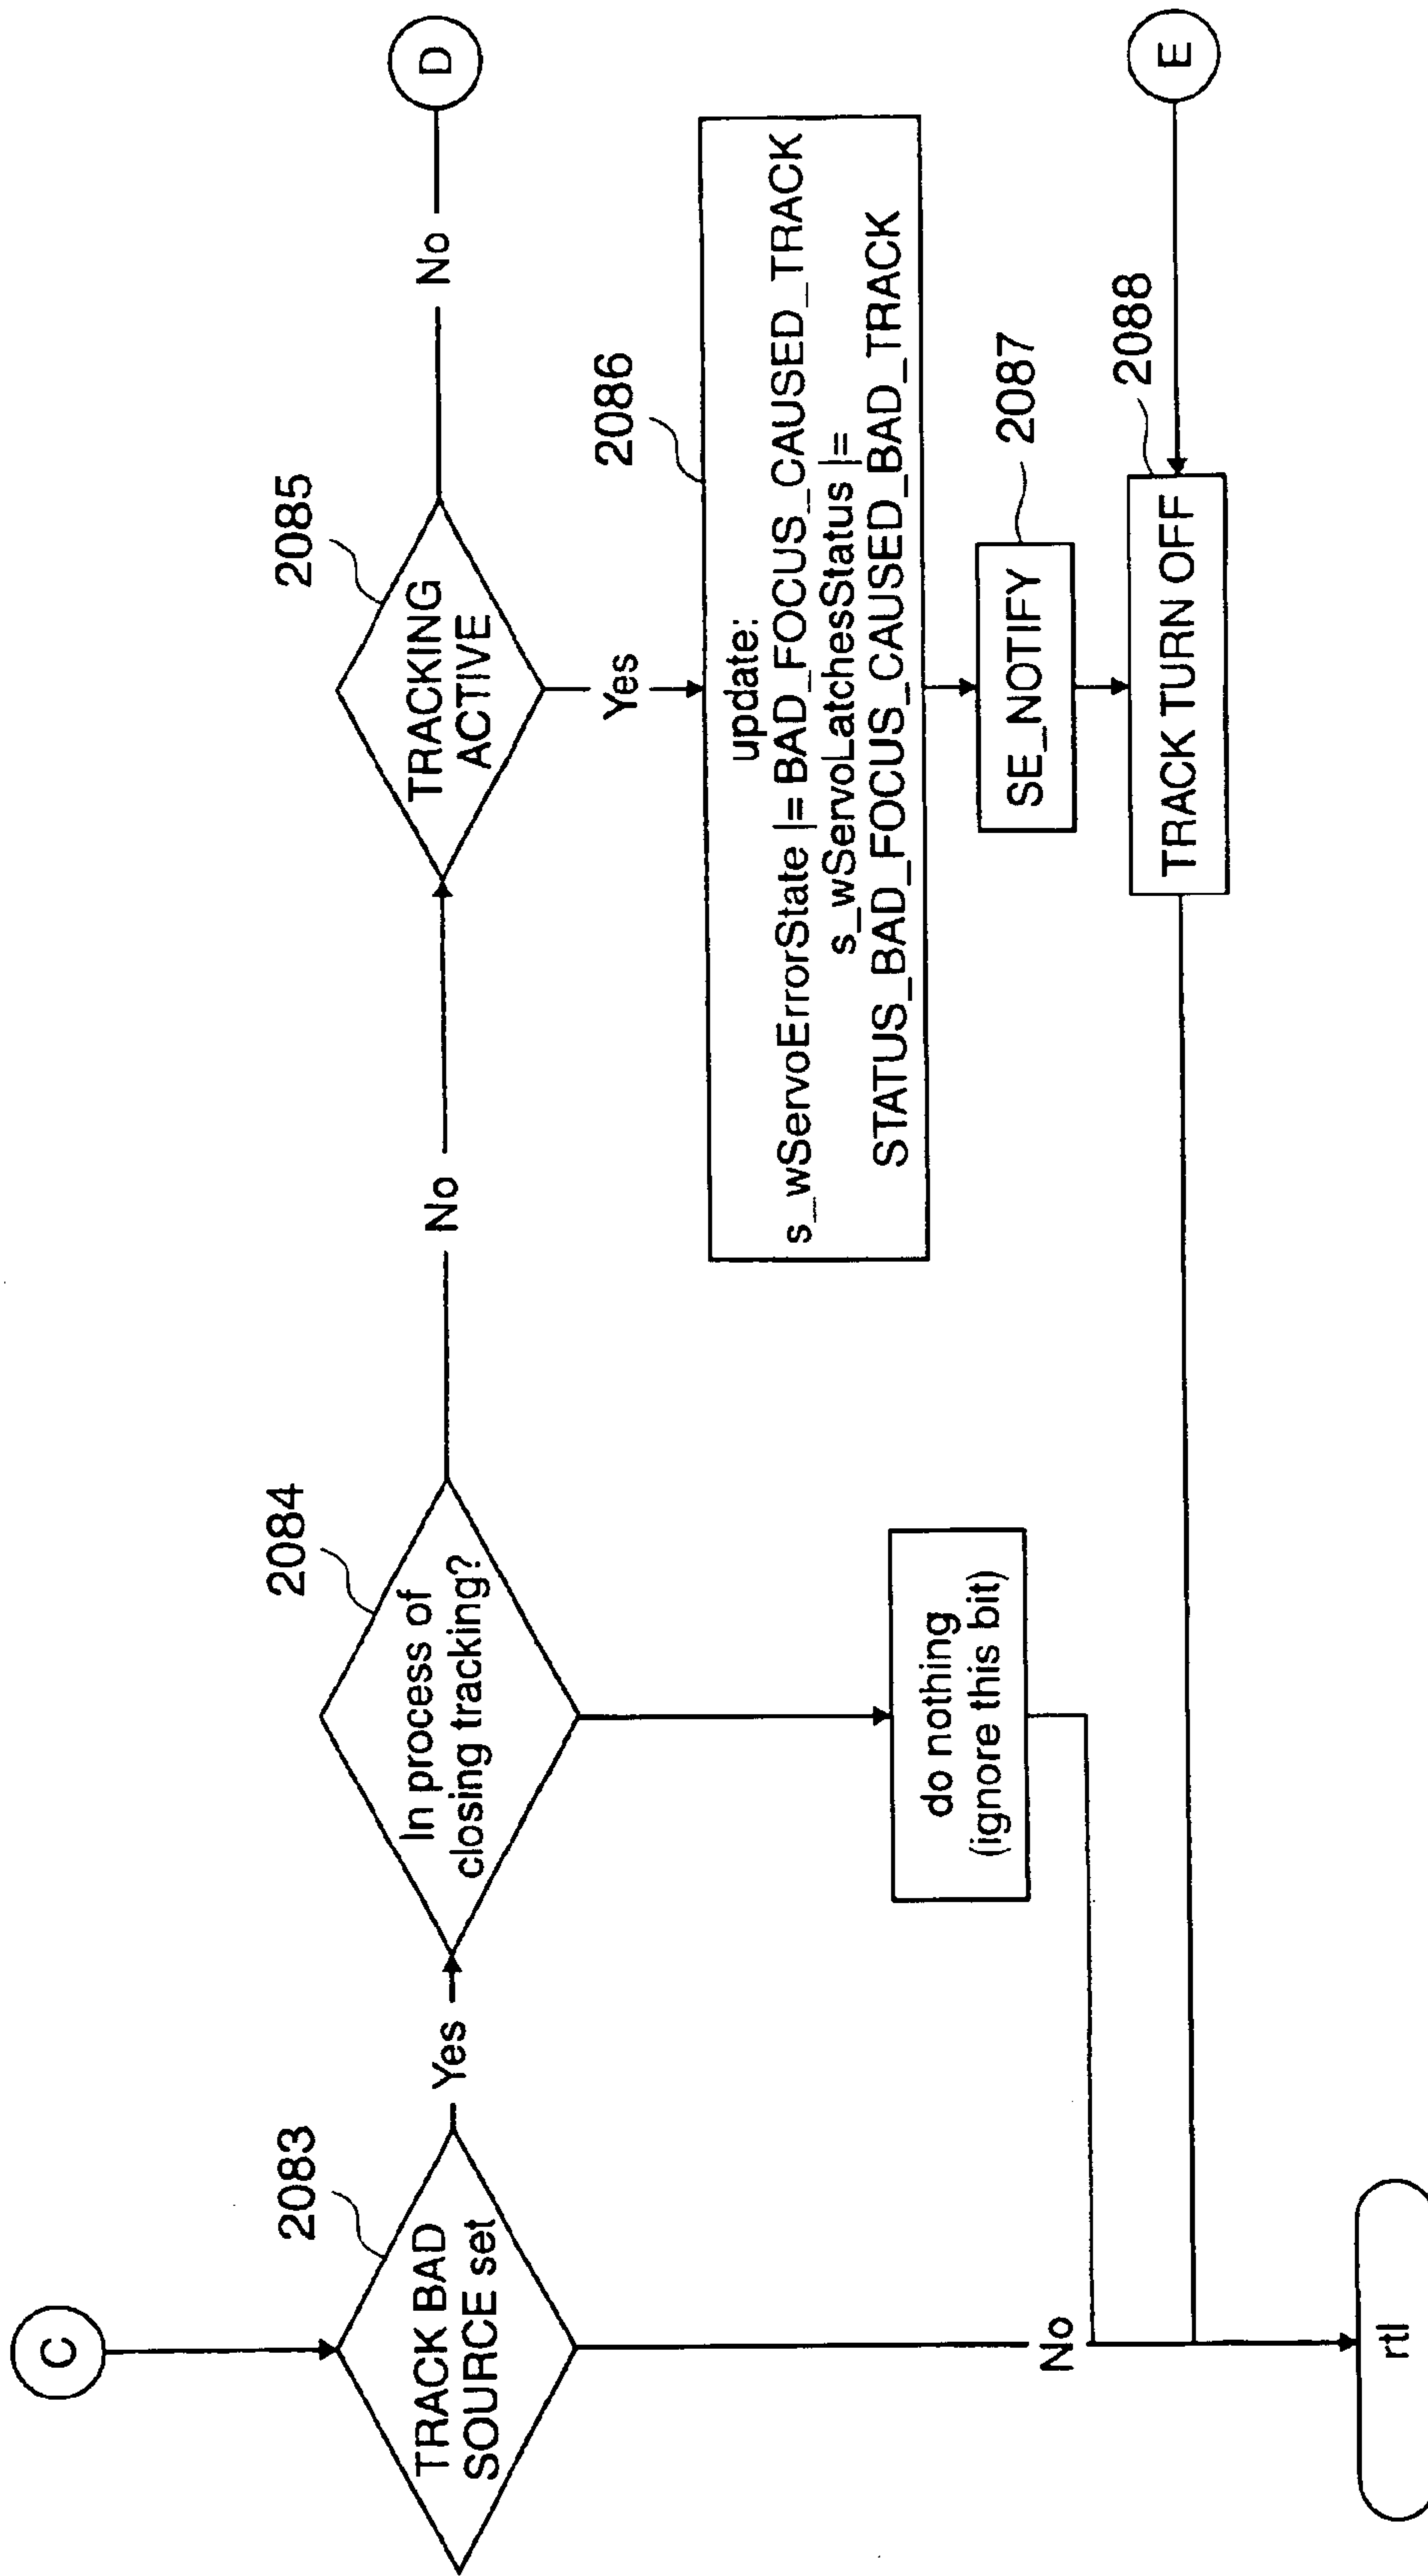 C
2083
TRACK BAD
SOURCE set
Yes
No
2084
In process of
closing tracking?
No
do nothing
(ignore this bit)
2085
TRACKING
ACTIVE
No
D
Yes
2086
update:
s_wServoErrorState |= BAD_FOCUS_CAUSED_TRACK
s_wServoLatchesStatus |=
STATUS_BAD_FOCUS_CAUSED_BAD_TRACK
2087
SE_NOTIFY
2088
TRACK TURN OFF
E
rtl